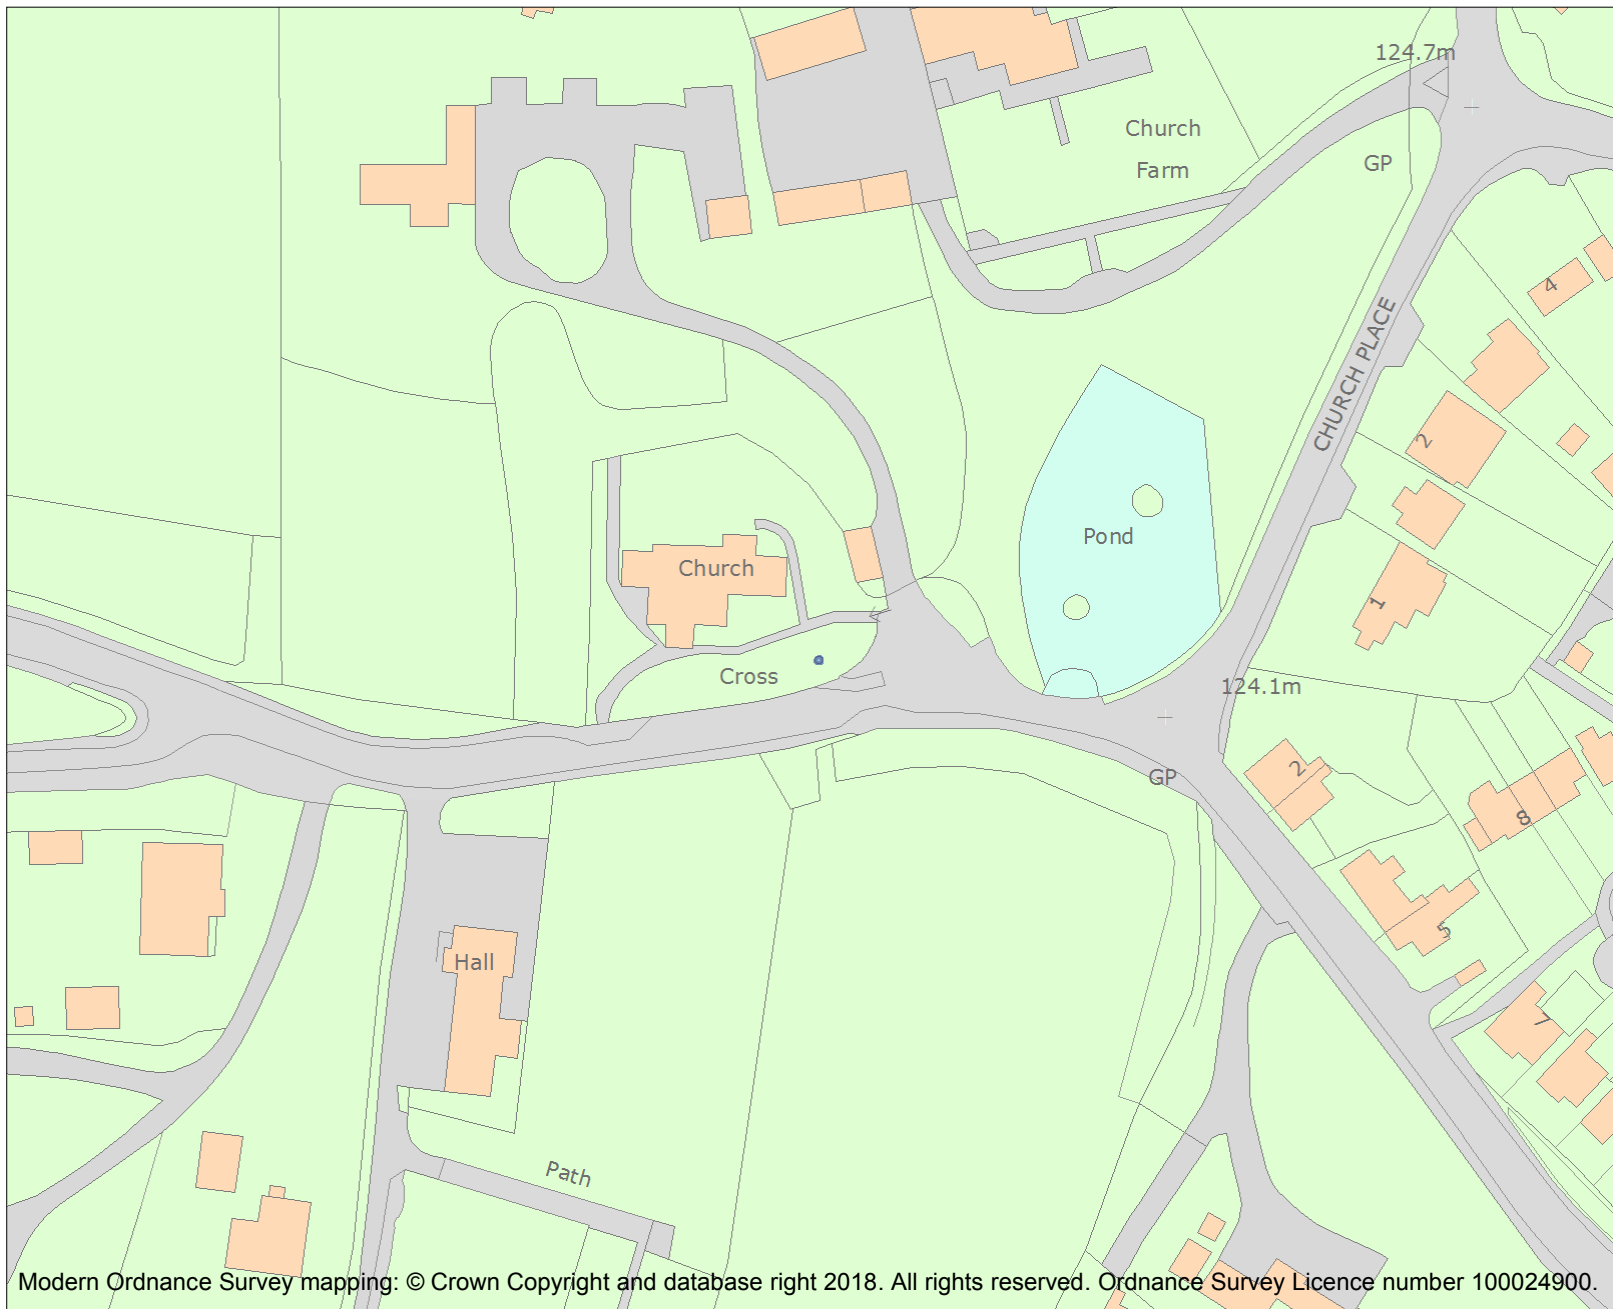 124.7m
Church
Farm
GP
4
CHURCH PLACE
2
Pond
Church
1
Cross
124.1m
GP
2
8
5
Hall
7
Path
Modern Ordnance Survey mapping: © Crown Copyright and database right 2018. All rights reserved. Ordnance Survey Licence number 100024900.